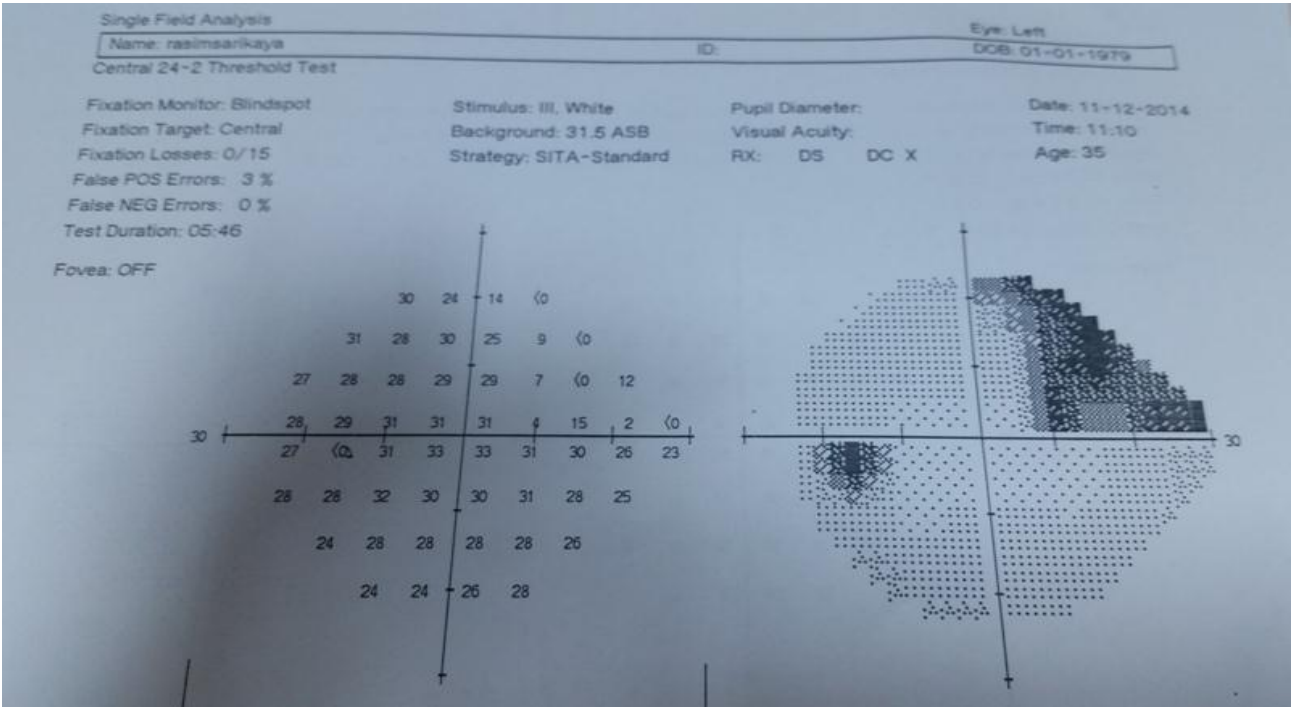 Single Field Analysis
Eye: Left
Name: rasimsarikaya ID: DOB: 01-01-1979
Central 24-2 Threshold Test
Fixation Monitor: Blindspot Stimulus: III, White Pupil Diameter: Date: 11-12-2014
Fixation Target: Central Background: 31.5 ASB Visual Acuity: Time: 11:10
Fixation Losses: 0/15 Strategy: SITA-Standard RX: DS DC X Age: 35
False POS Errors: 3 %
False NEG Errors: 0 %
Test Duration: 05:46
Fovea: OFF
30 24 14 <0
31 28 30 25 9 <0
27 28 28 29 29 7 <0 12
28 29 31 31 31 4 15 2 <0
30 30
27 <0 31 33 33 31 30 26 23
28 28 32 30 30 31 28 25
24 28 28 28 28 26
24 24 26 28